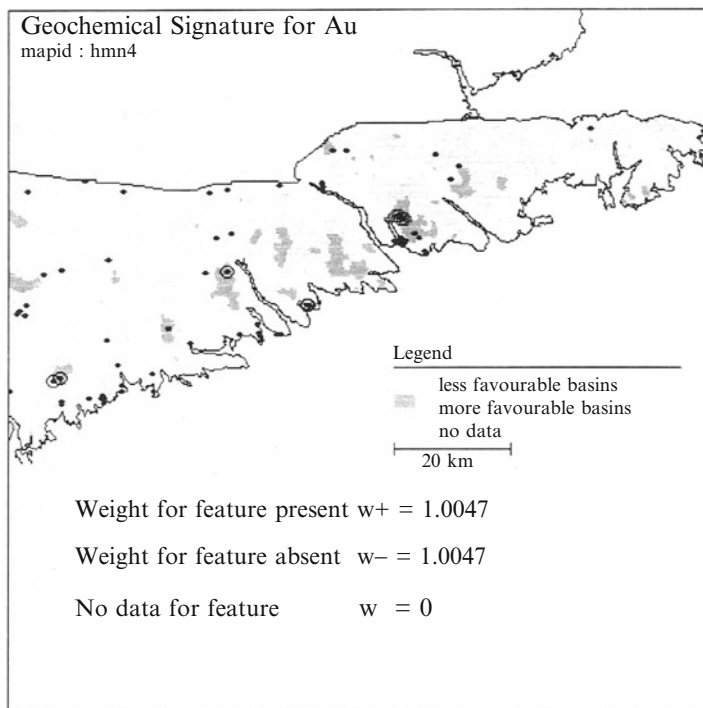 Geochemical Signature for Au
mapid : hmn4
Legend
less favourable basins
more favourable basins
no data
20 km
Weight for feature present w+ = 1.0047
Weight for feature absent w– = 1.0047
No data for feature w = 0